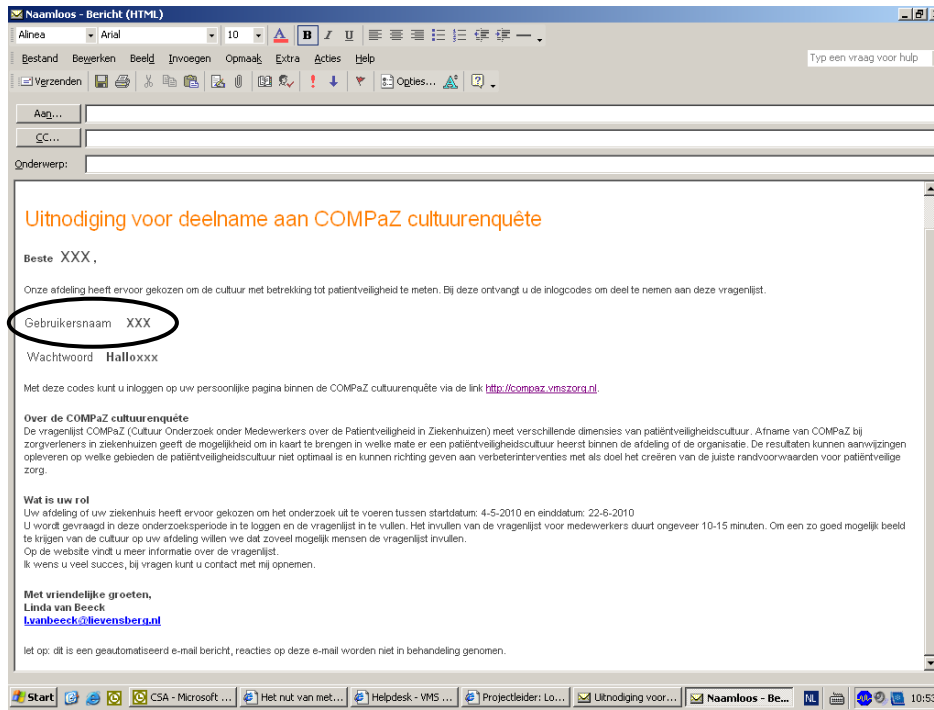 Naamloos - Bericht (HTML)
Alinea Arial 10 A B I U
Bestand Bewerken Beeld Invoegen Opmaak Extra Acties Help Typ een vraag voor hulp
Verzenden Opties...
Aan...
CC...
Onderwerp:
Uitnodiging voor deelname aan COMPaZ cultuurenquête
Beste XXX ,
Onze afdeling heeft ervoor gekozen om de cultuur met betrekking tot patientveiligheid te meten. Bij deze ontvangt u de inlogcodes om deel te nemen aan deze vragenlijst.
Gebruikersnaam XXX
Wachtwoord Halloxxx
Met deze codes kunt u inloggen op uw persoonlijke pagina binnen de COMPaZ cultuurenquête via de link http://compaz.vmszorg.nl.
Over de COMPaZ cultuurenquête
De vragenlijst COMPaZ (Cultuur Onderzoek onder Medewerkers over de Patientveiligheid in Ziekenhuizen) meet verschillende dimensies van patiëntveiligheidscultuur. Afname van COMPaZ bij
zorgverleners in ziekenhuizen geeft de mogelijkheid om in kaart te brengen in welke mate er een patiëntveiligheidscultuur heerst binnen de afdeling of de organisatie. De resultaten kunnen aanwijzingen
opleveren op welke gebieden de patiëntveiligheidscultuur niet optimaal is en kunnen richting geven aan verbeterinterventies met als doel het creëren van de juiste randvoorwaarden voor patiëntveilige
zorg.
Wat is uw rol
Uw afdeling of uw ziekenhuis heeft ervoor gekozen om het onderzoek uit te voeren tussen startdatum: 4-5-2010 en einddatum: 22-6-2010
U wordt gevraagd in deze onderzoeksperiode in te loggen en de vragenlijst in te vullen. Het invullen van de vragenlijst voor medewerkers duurt ongeveer 10-15 minuten. Om een zo goed mogelijk beeld
te krijgen van de cultuur op uw afdeling willen we dat zoveel mogelijk mensen de vragenlijst invullen.
Op de website vindt u meer informatie over de vragenlijst.
Ik wens u veel succes, bij vragen kunt u contact met mij opnemen.
Met vriendelijke groeten,
Linda van Beeck
l.vanbeeck@lievensberg.nl
let op: dit is een geautomatiseerd e-mail bericht, reacties op deze e-mail worden niet in behandeling genomen.
Start CSA - Microsoft ... Het nut van met... Helpdesk - VMS ... Projectleider: Lo... Uitnodiging voor... Naamloos - Be... NL 10:53